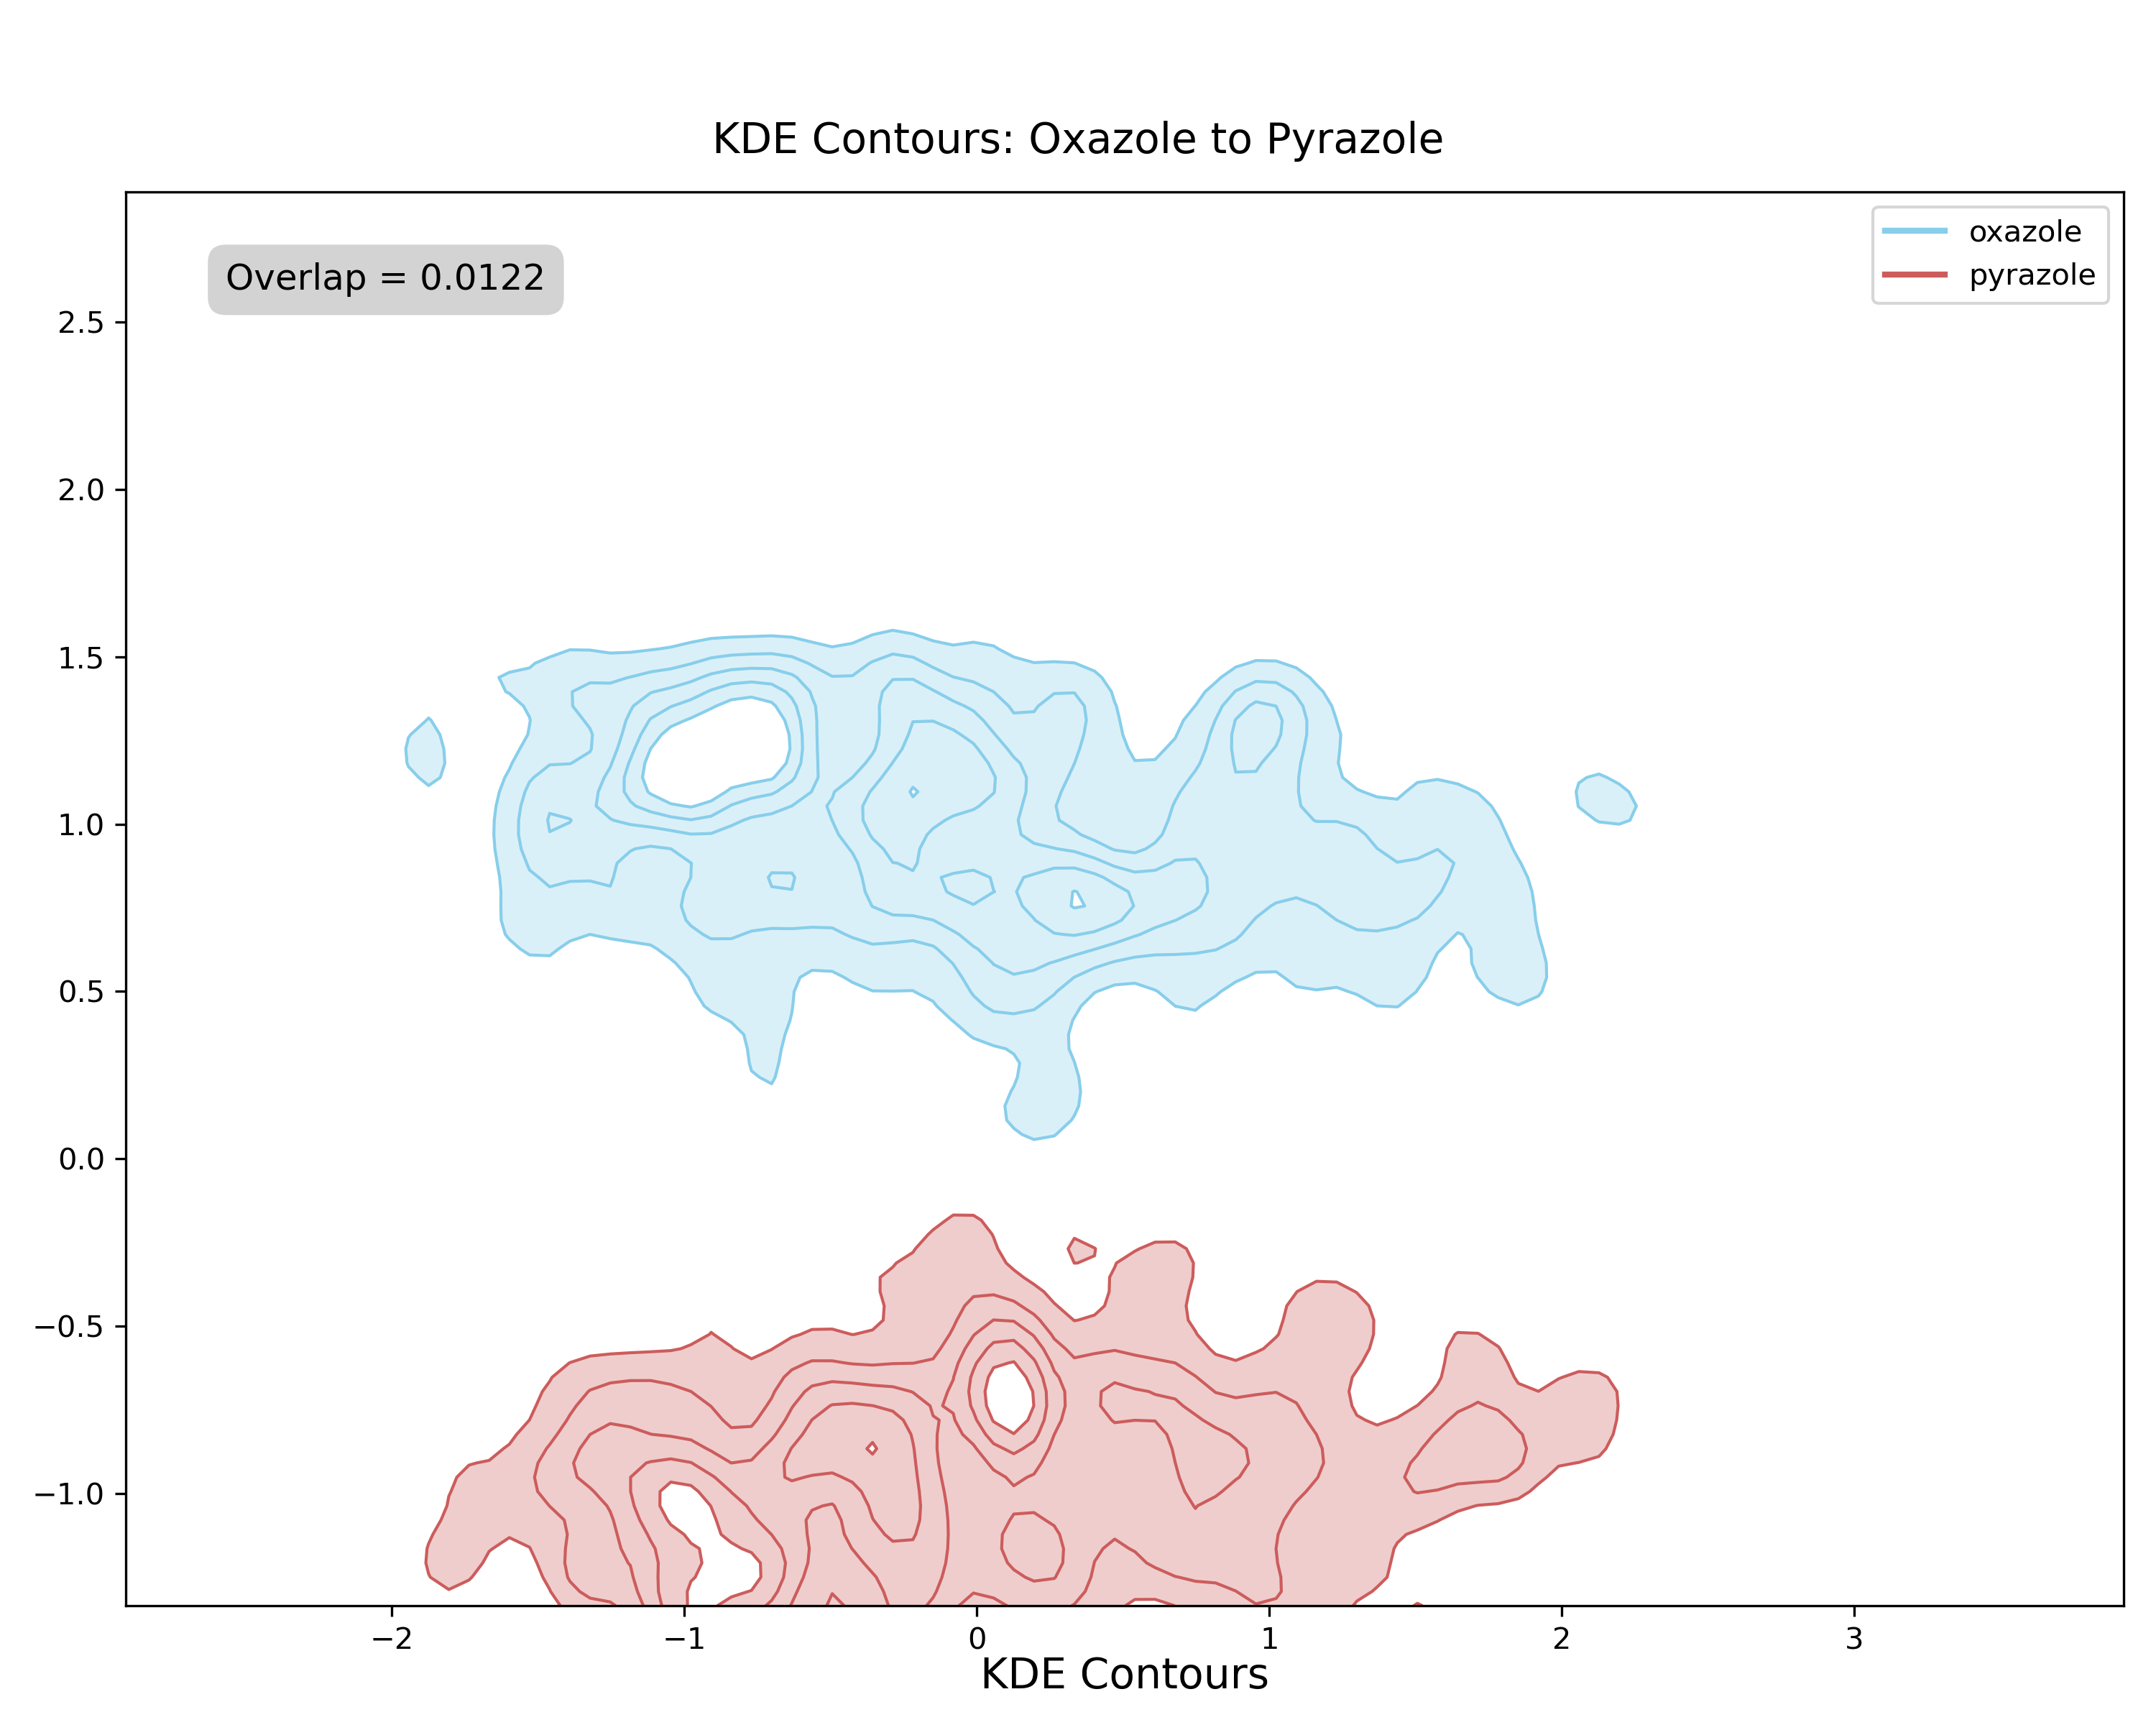 KDE Contours: Oxazole to Pyrazole
Overlap = 0.0122
oxazole
pyrazole
2.5
2.0
1.5
1.0
0.5
0.0
−0.5
−1.0
−2
−1
0
1
2
3
KDE Contours